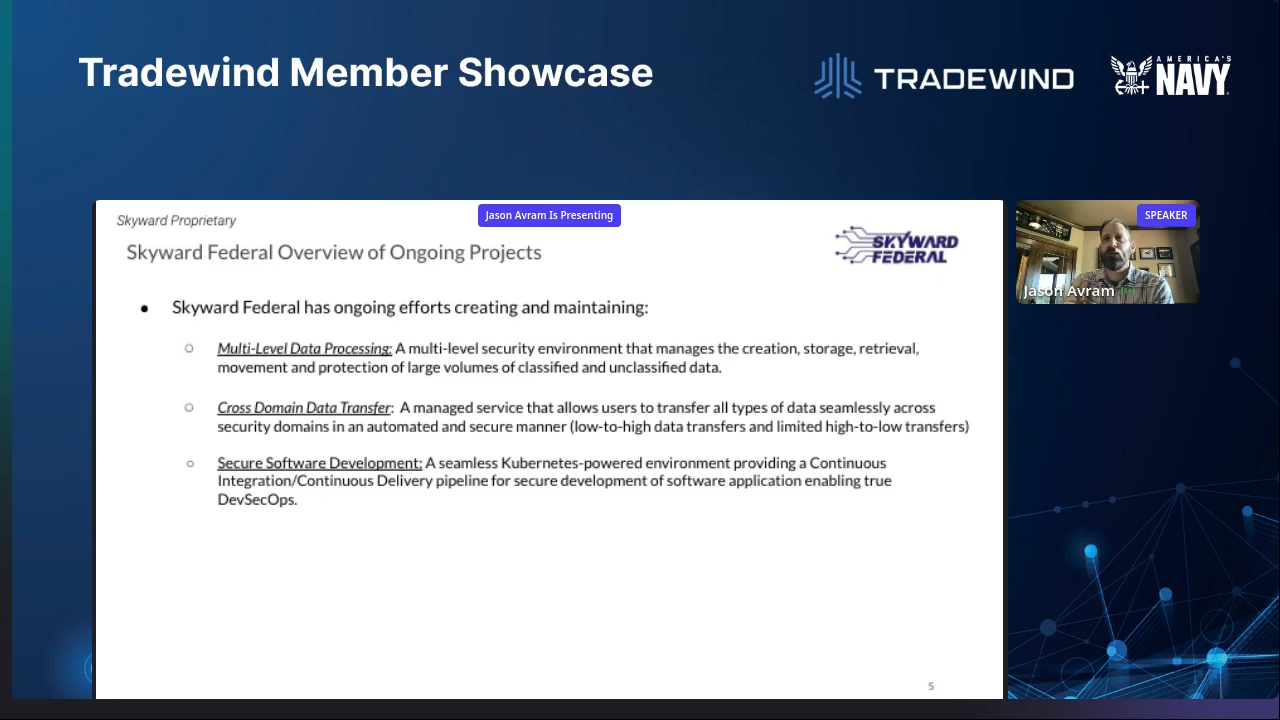 Tradewind Member Showcase
TRADEWIND
AMERICA'S
NAVY
Skyward Proprietary
Jason Avram Is Presenting
SPEAKER
Skyward Federal Overview of Ongoing Projects
SKYWARD
FEDERAL
Jason Avram
• Skyward Federal has ongoing efforts creating and maintaining:
○ Multi-Level Data Processing: A multi-level security environment that manages the creation, storage, retrieval,
movement and protection of large volumes of classified and unclassified data.
○ Cross Domain Data Transfer: A managed service that allows users to transfer all types of data seamlessly across
security domains in an automated and secure manner (low-to-high data transfers and limited high-to-low transfers)
○ Secure Software Development: A seamless Kubernetes-powered environment providing a Continuous
Integration/Continuous Delivery pipeline for secure development of software application enabling true
DevSecOps.
5